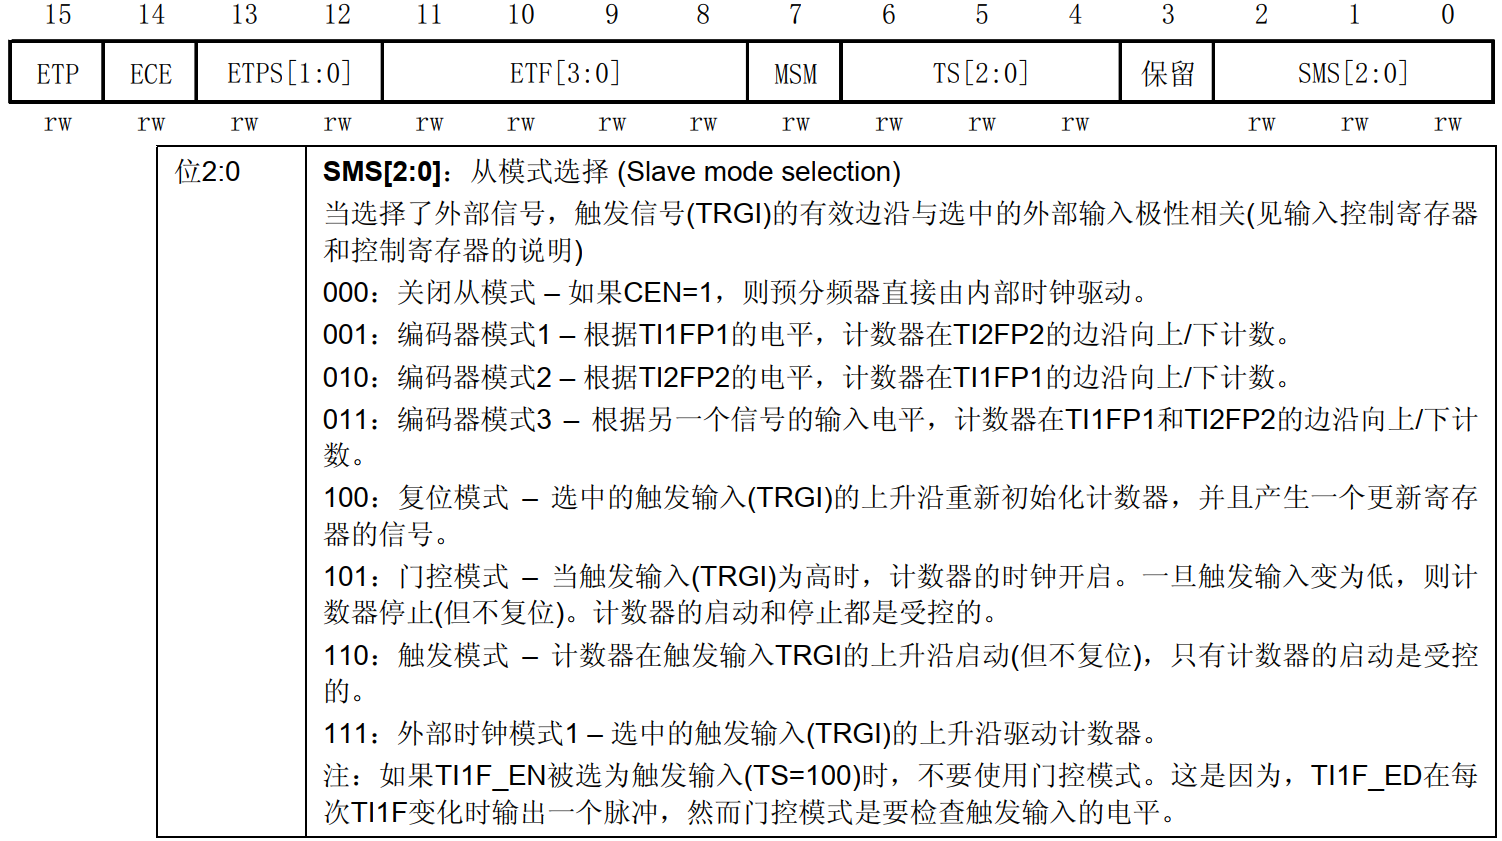 15 14 13 12 11 10 9 8 7 6 5 4 3 2 1 0
ETP ECE ETPS[1:0] ETF[3:0] MSM TS[2:0] 保留 SMS[2:0]
rw rw rw rw rw rw rw rw rw rw rw rw rw rw rw
位2:0
SMS[2:0]：从模式选择 (Slave mode selection)
当选择了外部信号，触发信号(TRGI)的有效边沿与选中的外部输入极性相关(见输入控制寄存器
和控制寄存器的说明)
000：关闭从模式 – 如果CEN=1，则预分频器直接由内部时钟驱动。
001：编码器模式1 – 根据TI1FP1的电平，计数器在TI2FP2的边沿向上/下计数。
010：编码器模式2 – 根据TI2FP2的电平，计数器在TI1FP1的边沿向上/下计数。
011：编码器模式3 – 根据另一个信号的输入电平，计数器在TI1FP1和TI2FP2的边沿向上/下计
数。
100：复位模式 – 选中的触发输入(TRGI)的上升沿重新初始化计数器，并且产生一个更新寄存
器的信号。
101：门控模式 – 当触发输入(TRGI)为高时，计数器的时钟开启。一旦触发输入变为低，则计
数器停止(但不复位)。计数器的启动和停止都是受控的。
110：触发模式 – 计数器在触发输入TRGI的上升沿启动(但不复位)，只有计数器的启动是受控
的。
111：外部时钟模式1 – 选中的触发输入(TRGI)的上升沿驱动计数器。
注：如果TI1F_EN被选为触发输入(TS=100)时，不要使用门控模式。这是因为，TI1F_ED在每
次TI1F变化时输出一个脉冲，然而门控模式是要检查触发输入的电平。